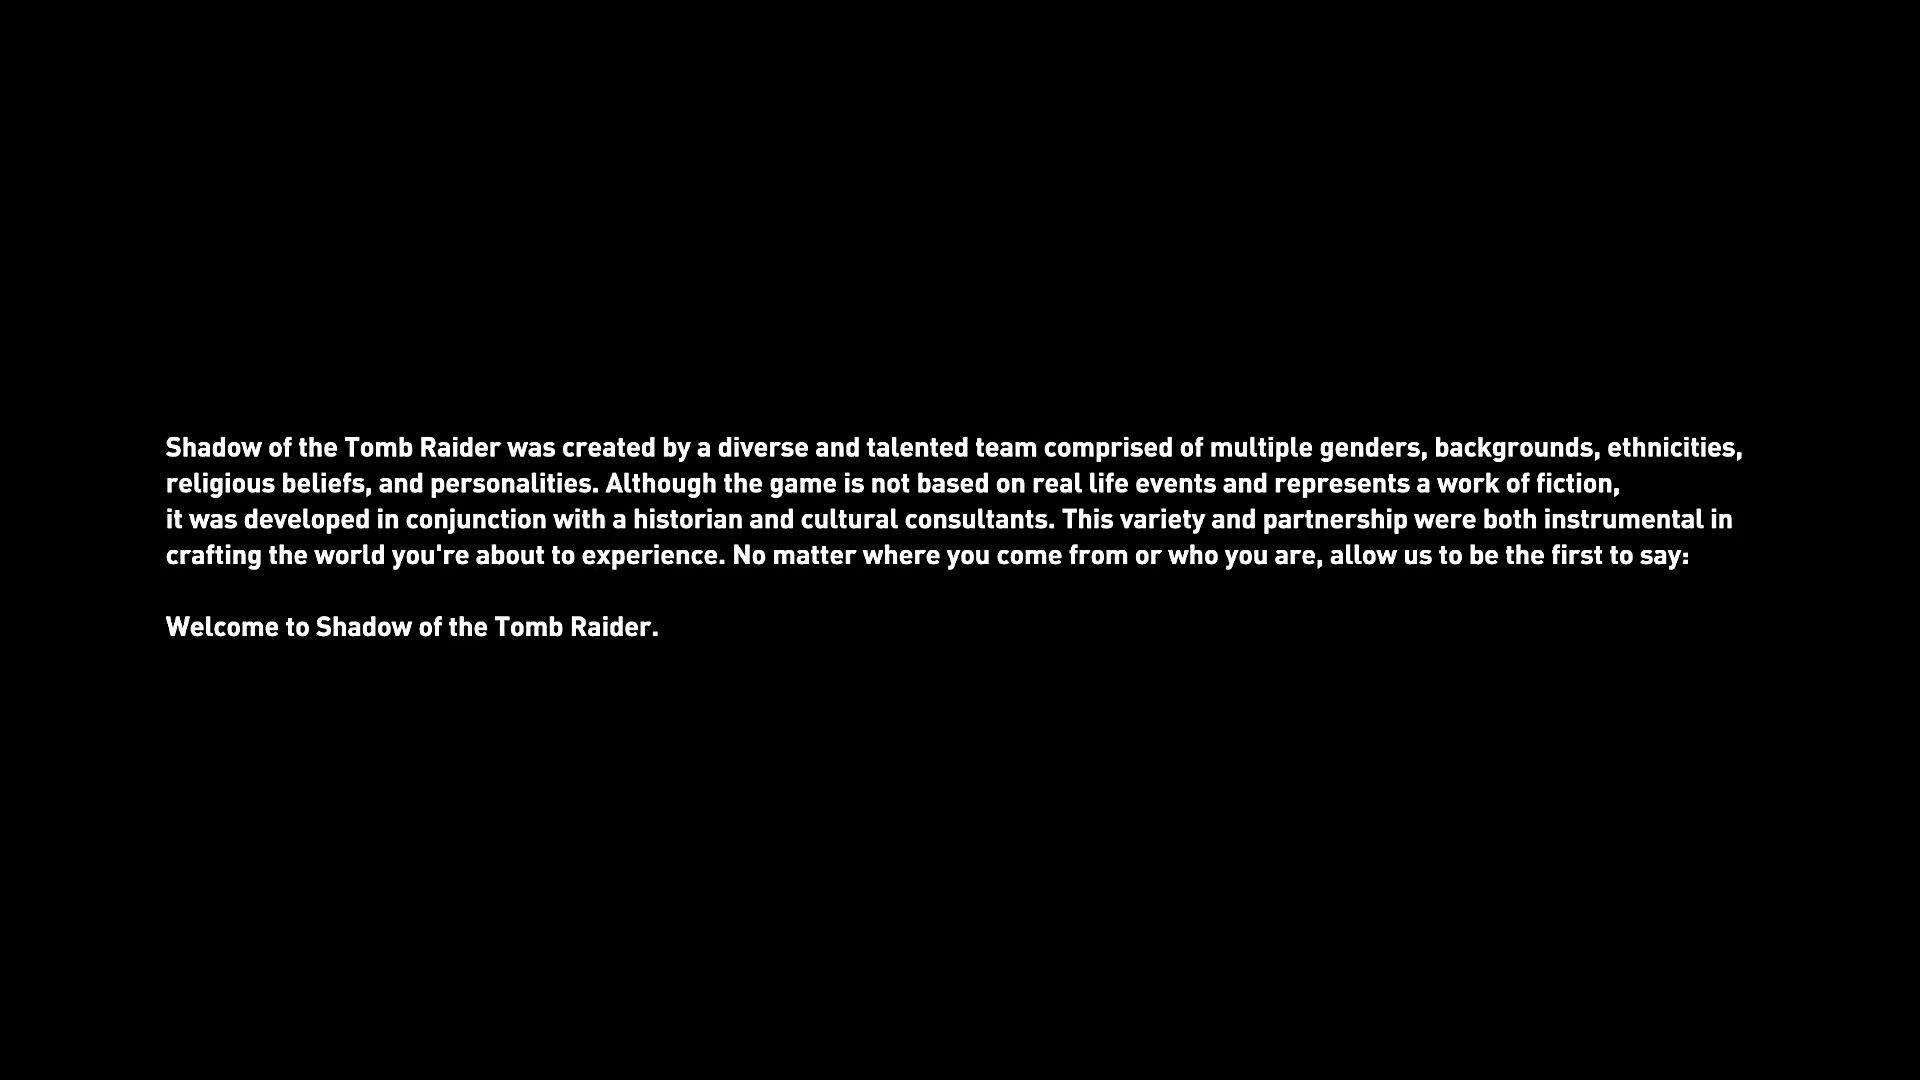 Shadow of the Tomb Raider was created by a diverse and talented team comprised of multiple genders, backgrounds, ethnicities,
religious beliefs, and personalities. Although the game is not based on real life events and represents a work of fiction,
it was developed in conjunction with a historian and cultural consultants. This variety and partnership were both instrumental in
crafting the world you're about to experience. No matter where you come from or who you are, allow us to be the first to say:
Welcome to Shadow of the Tomb Raider.